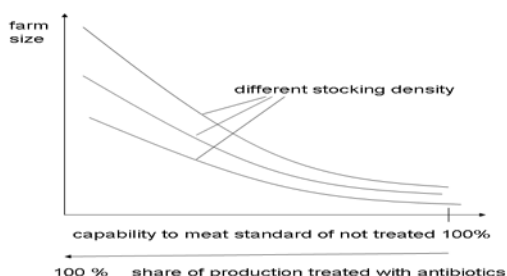 farm
size
different stocking density
capability to meat standard of not treated 100%
100 % share of production treated with antibiotics